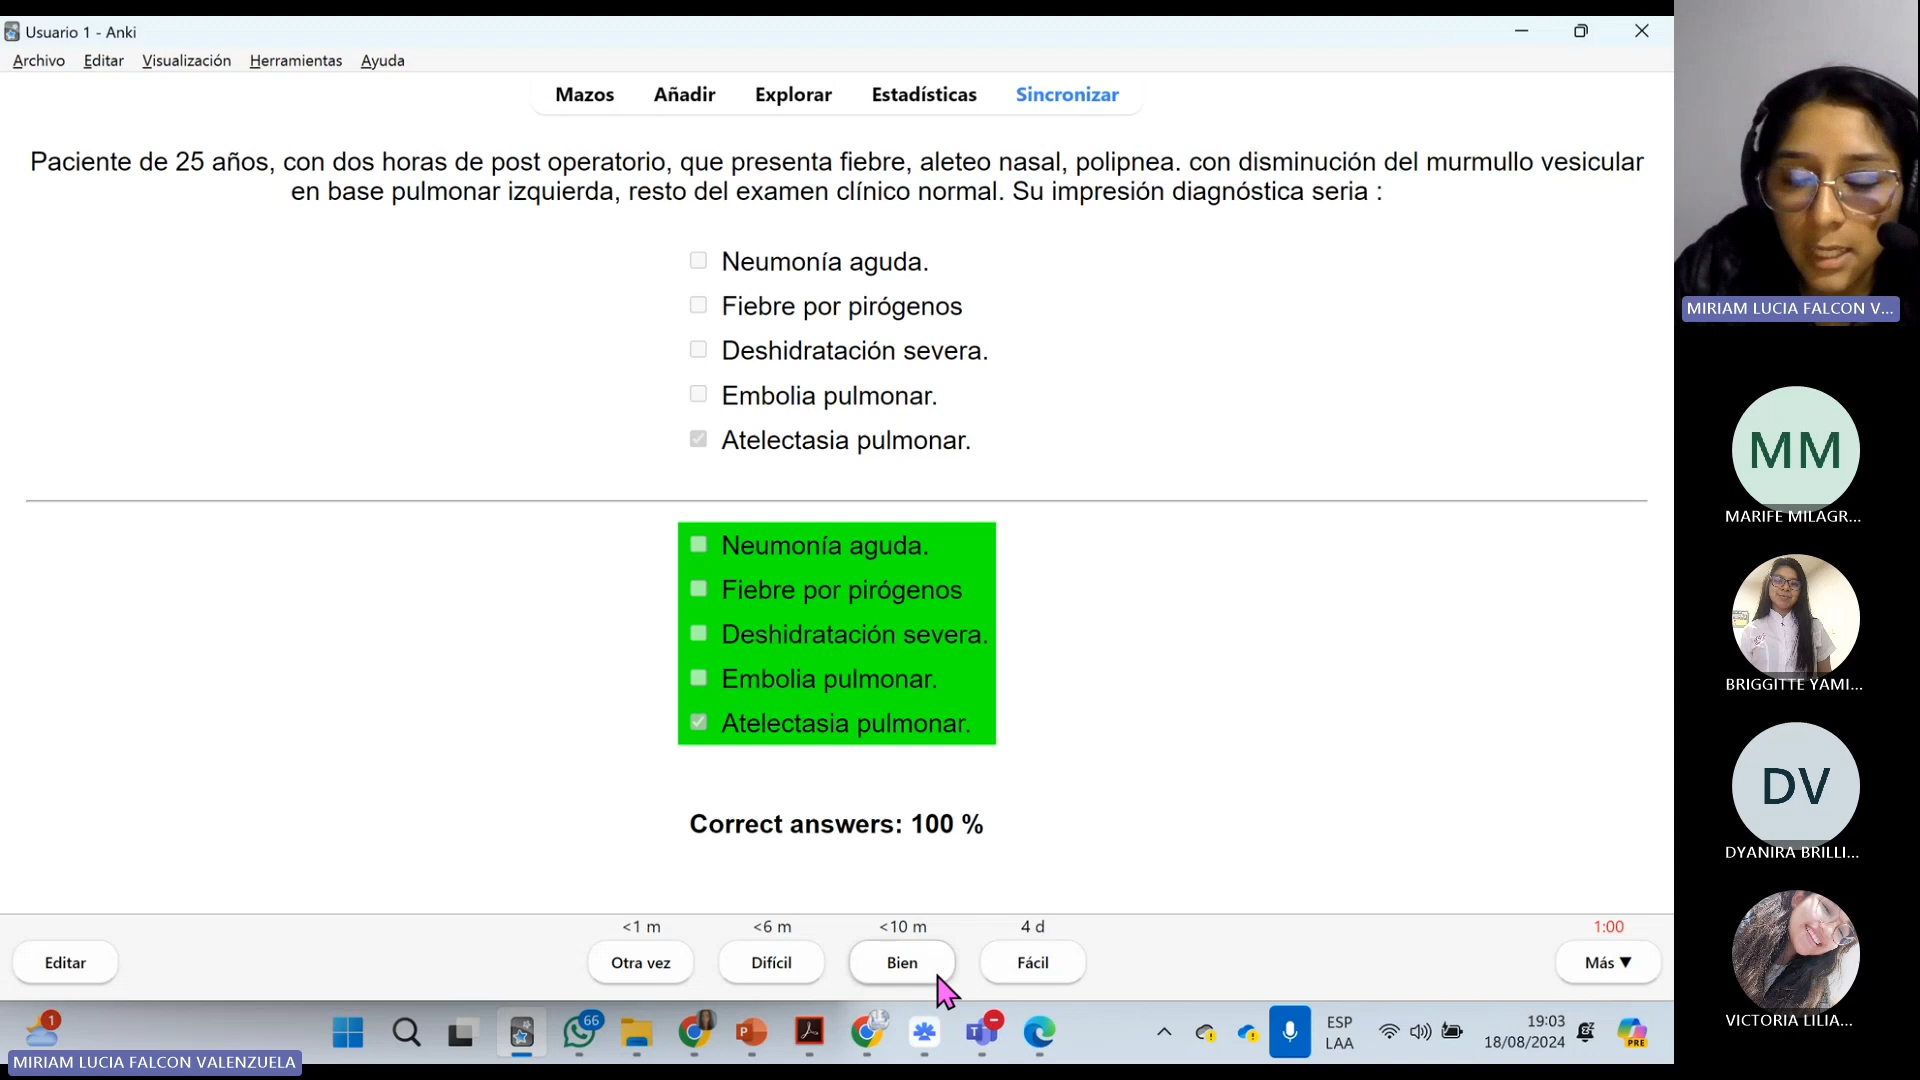 Usuario 1 - Anki
Archivo Editar Visualización Herramientas Ayuda
Mazos Añadir Explorar Estadísticas Sincronizar
Paciente de 25 años, con dos horas de post operatorio, que presenta fiebre, aleteo nasal, polipnea. con disminución del murmullo vesicular
en base pulmonar izquierda, resto del examen clínico normal. Su impresión diagnóstica seria :
Neumonía aguda.
Fiebre por pirógenos
Deshidratación severa.
Embolia pulmonar.
Atelectasia pulmonar.
Neumonía aguda.
Fiebre por pirógenos
Deshidratación severa.
Embolia pulmonar.
Atelectasia pulmonar.
Correct answers: 100 %
<1 m <6 m <10 m 4 d 1:00
Editar Otra vez Difícil Bien Fácil Más ▼
1 66 ESP LAA 19:03 18/08/2024 PRE
MIRIAM LUCIA FALCON VALENZUELA
MIRIAM LUCIA FALCON V...
MM
MARIFE MILAGR...
BRIGGITTE YAMI...
DV
DYANIRA BRILLI...
VICTORIA LILIA...